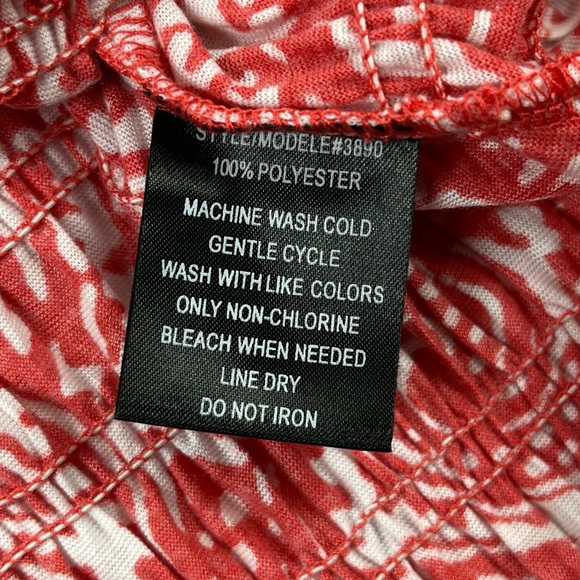 STYLE/MODELE#3890
100% POLYESTER
MACHINE WASH COLD
GENTLE CYCLE
WASH WITH LIKE COLORS
ONLY NON-CHLORINE
BLEACH WHEN NEEDED
LINE DRY
DO NOT IRON